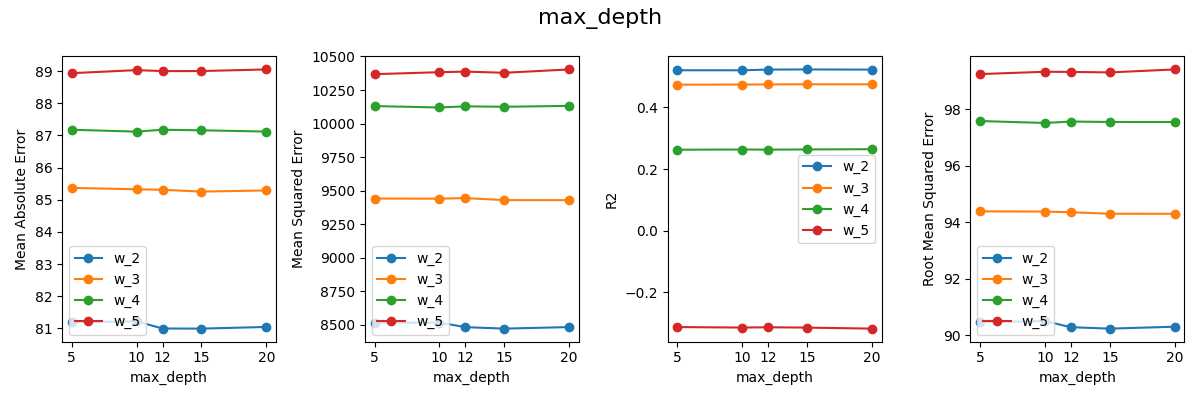 max_depth
Mean Absolute Error
89
88
87
86
85
84
83
82
81
5 10 12 15 20
max_depth
w_2
w_3
w_4
w_5
Mean Squared Error
10500
10250
10000
9750
9500
9250
9000
8750
8500
5 10 12 15 20
max_depth
w_2
w_3
w_4
w_5
R2
0.4
0.2
0.0
−0.2
5 10 12 15 20
max_depth
w_2
w_3
w_4
w_5
Root Mean Squared Error
98
96
94
92
90
5 10 12 15 20
max_depth
w_2
w_3
w_4
w_5